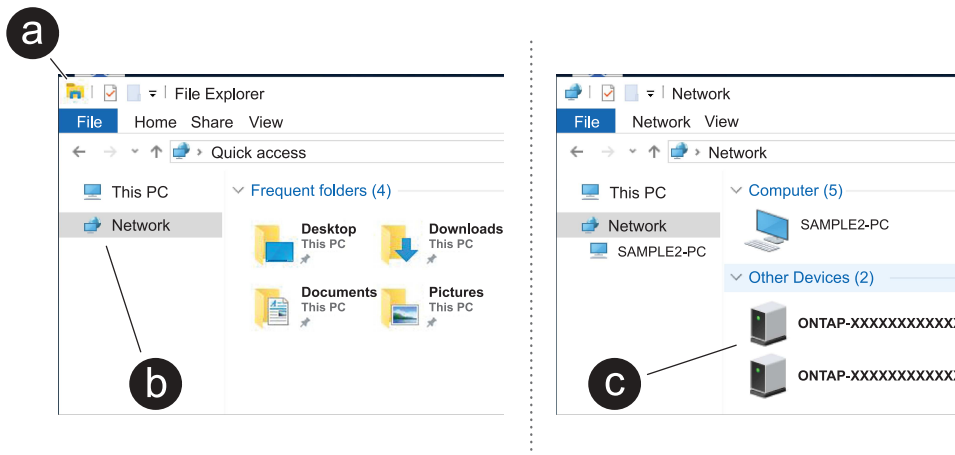 a
File Explorer
File Home Share View
Quick access
This PC
Network
Frequent folders (4)
Desktop
This PC
Downloads
This PC
Documents
This PC
Pictures
This PC
b
Network
File Network View
Network
This PC
Network
SAMPLE2-PC
Computer (5)
SAMPLE2-PC
Other Devices (2)
ONTAP-XXXXXXXXXXXX
ONTAP-XXXXXXXXXXXX
c